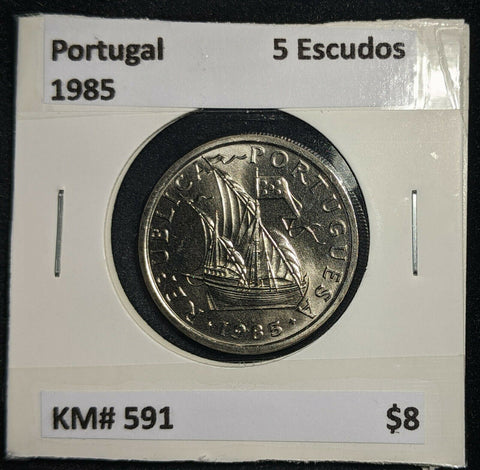 Portugal 5 Escudos
1985
REPUBLICA PORTUGUESA
· 1985 ·
KM# 591 $8